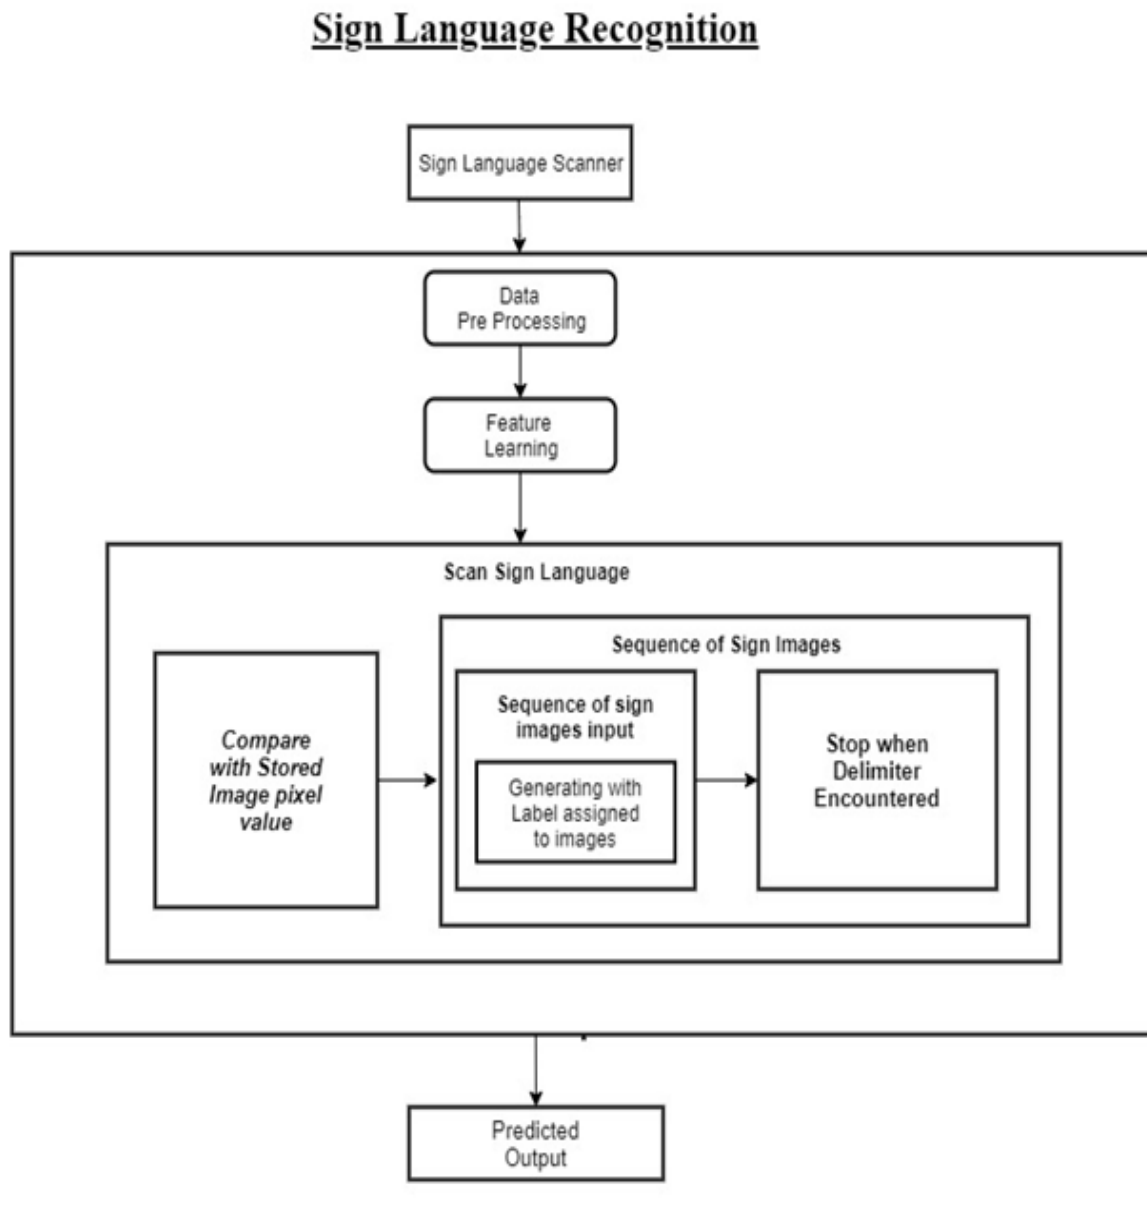 Sign Language Recognition
Sign Language Scanner
Data
Pre Processing
Feature
Learning
Scan Sign Language
Compare
with Stored
Image pixel
value
Sequence of Sign Images
Sequence of sign
images input
Generating with
Label assigned
to images
Stop when
Delimiter
Encountered
Predicted
Output